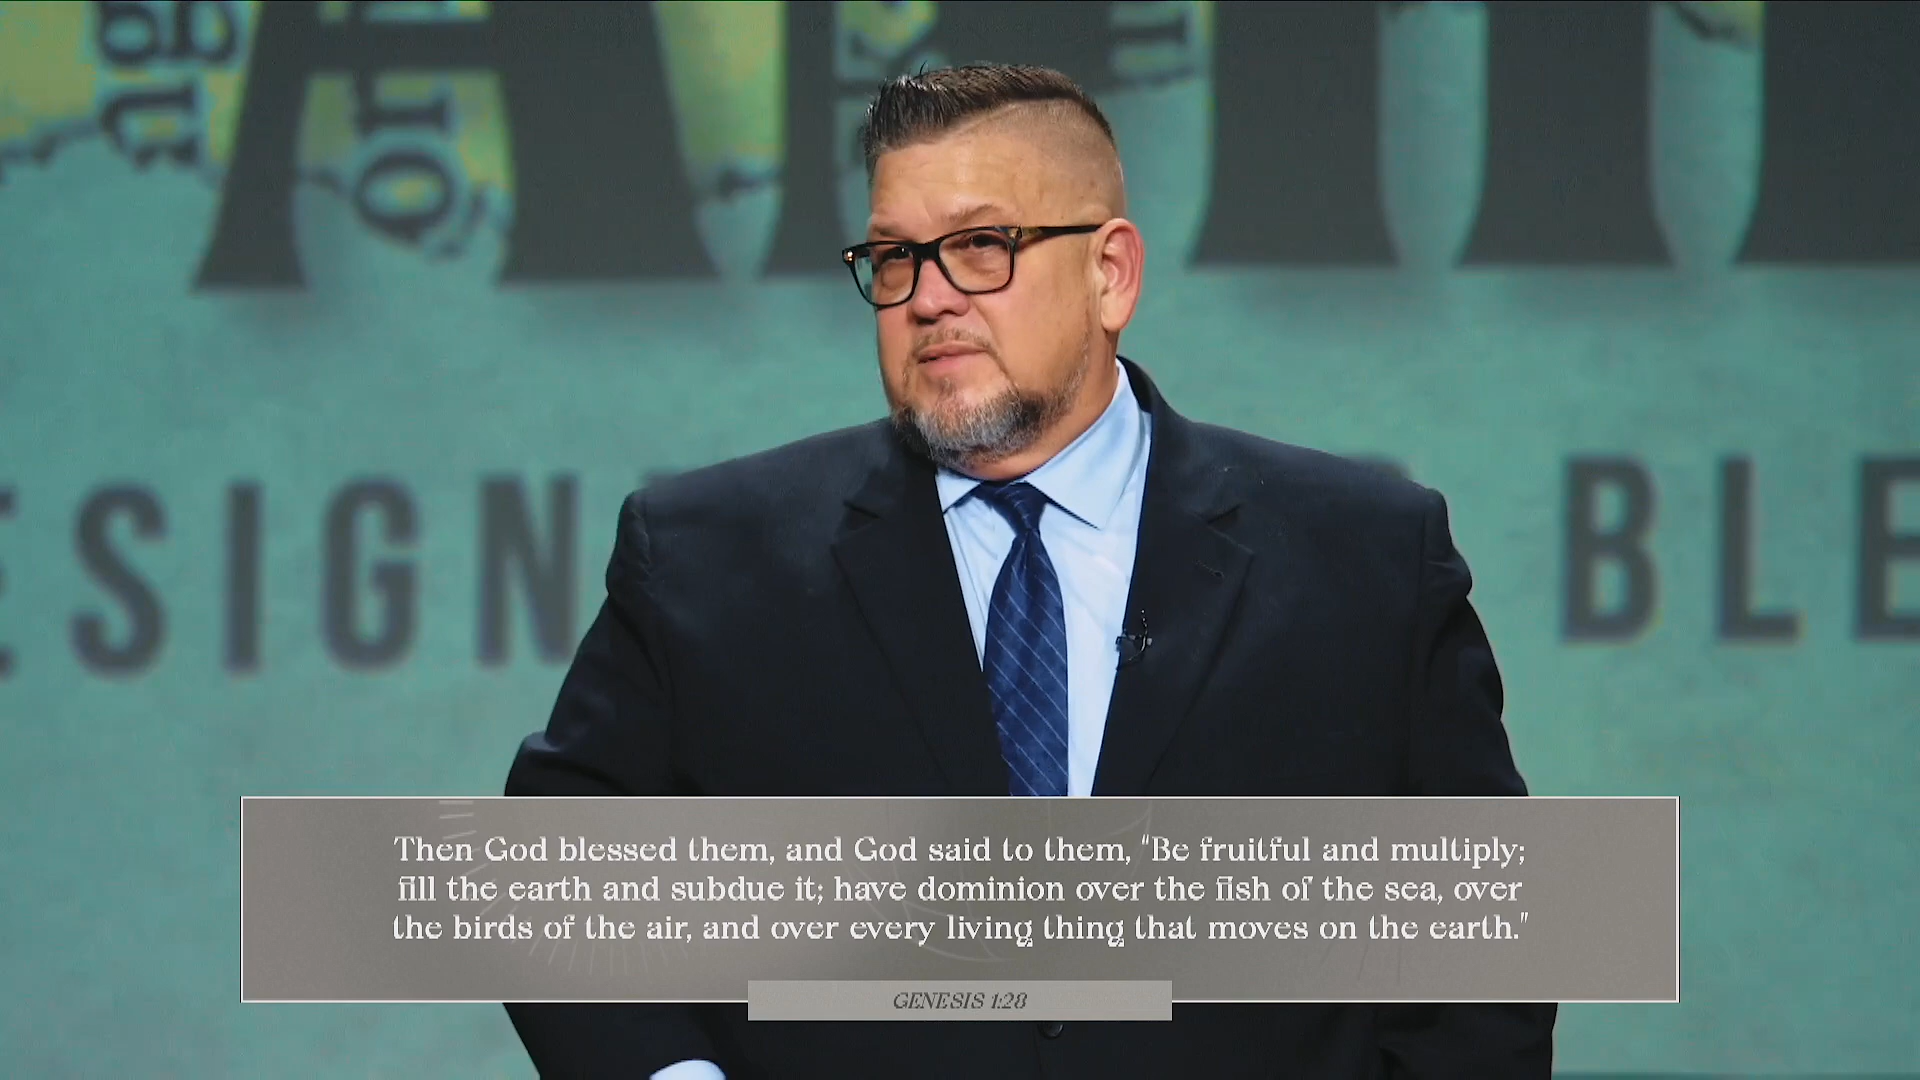 ESIGN
BLE
Then God blessed them, and God said to them, "Be fruitful and multiply;
fill the earth and subdue it; have dominion over the fish of the sea, over
the birds of the air, and over every living thing that moves on the earth."
GENESIS 1:28